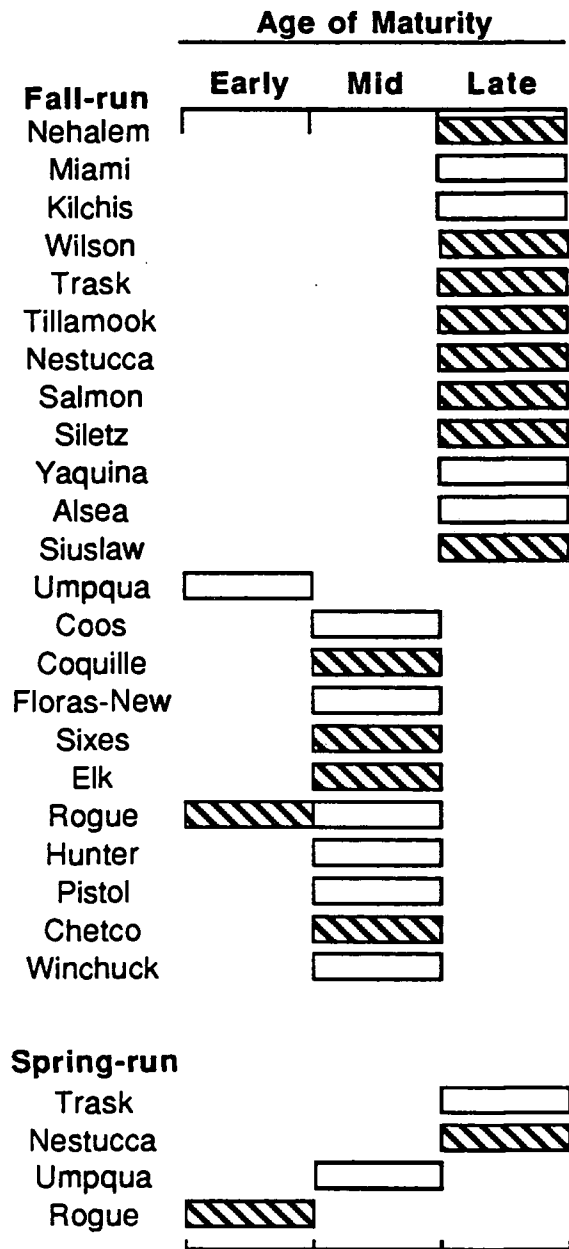 Age of Maturity
Early Mid Late
Fall-run
Nehalem
Miami
Kilchis
Wilson
Trask
Tillamook
Nestucca
Salmon
Siletz
Yaquina
Alsea
Siuslaw
Umpqua
Coos
Coquille
Floras-New
Sixes
Elk
Rogue
Hunter
Pistol
Chetco
Winchuck
Spring-run
Trask
Nestucca
Umpqua
Rogue